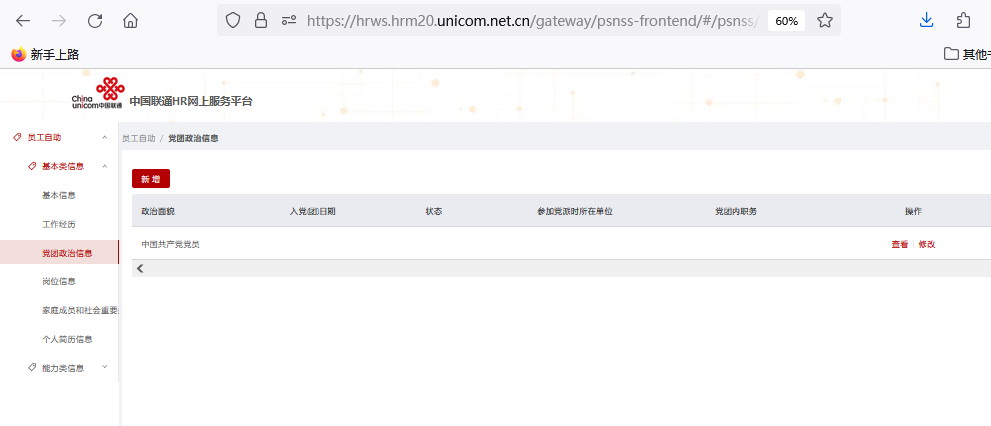 https://hrws.hrm20.unicom.net.cn/gateway/psnss-frontend/#/psnss/
60%
新手上路
其他
China unicom中国联通
中国联通HR网上服务平台
员工自助
员工自助 / 党团政治信息
基本类信息
新 增
基本信息
政治面貌 入党(团)日期 状态 参加党派时所在单位 党团内职务 操作
工作经历
中国共产党党员 查看 修改
党团政治信息
岗位信息
家庭成员和社会重要
个人简历信息
能力类信息